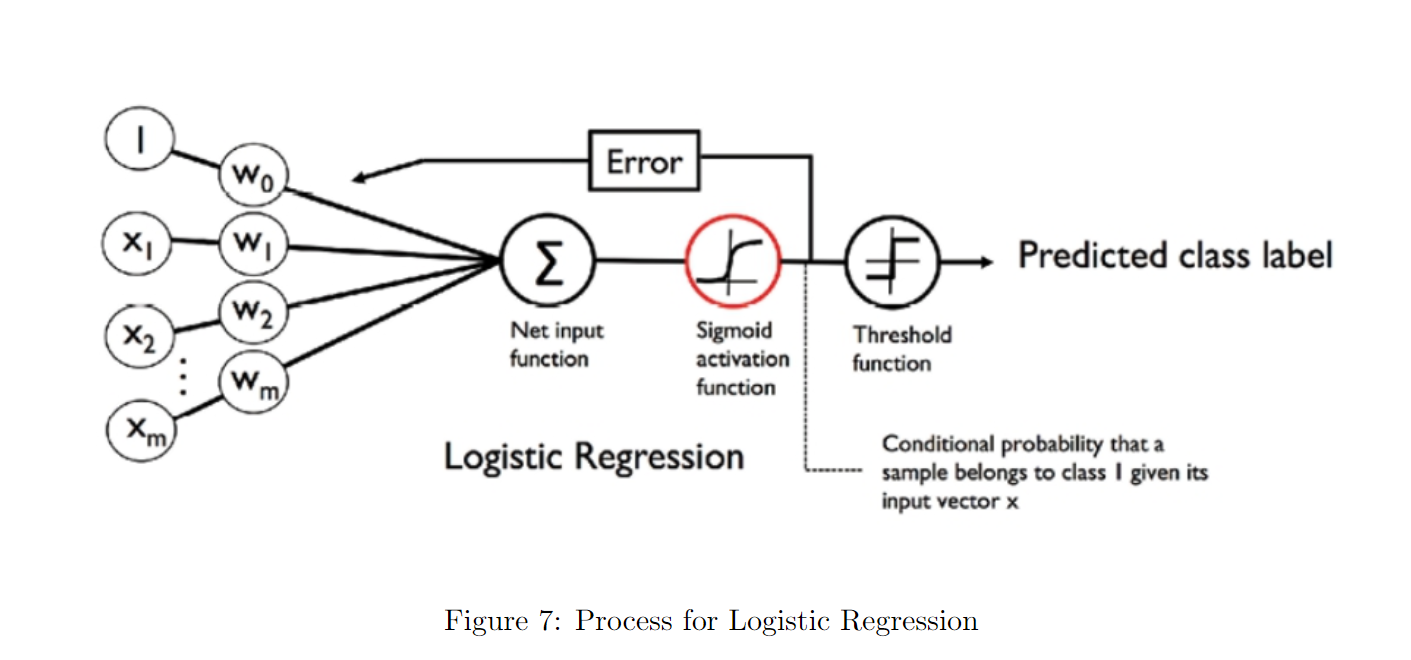 1
w0
x1
w1
x2
w2
xm
wm
Error
Σ
Net input
function
Sigmoid
activation
function
Threshold
function
Predicted class label
Logistic Regression
Conditional probability that a
sample belongs to class 1 given its
input vector x
Figure 7: Process for Logistic Regression